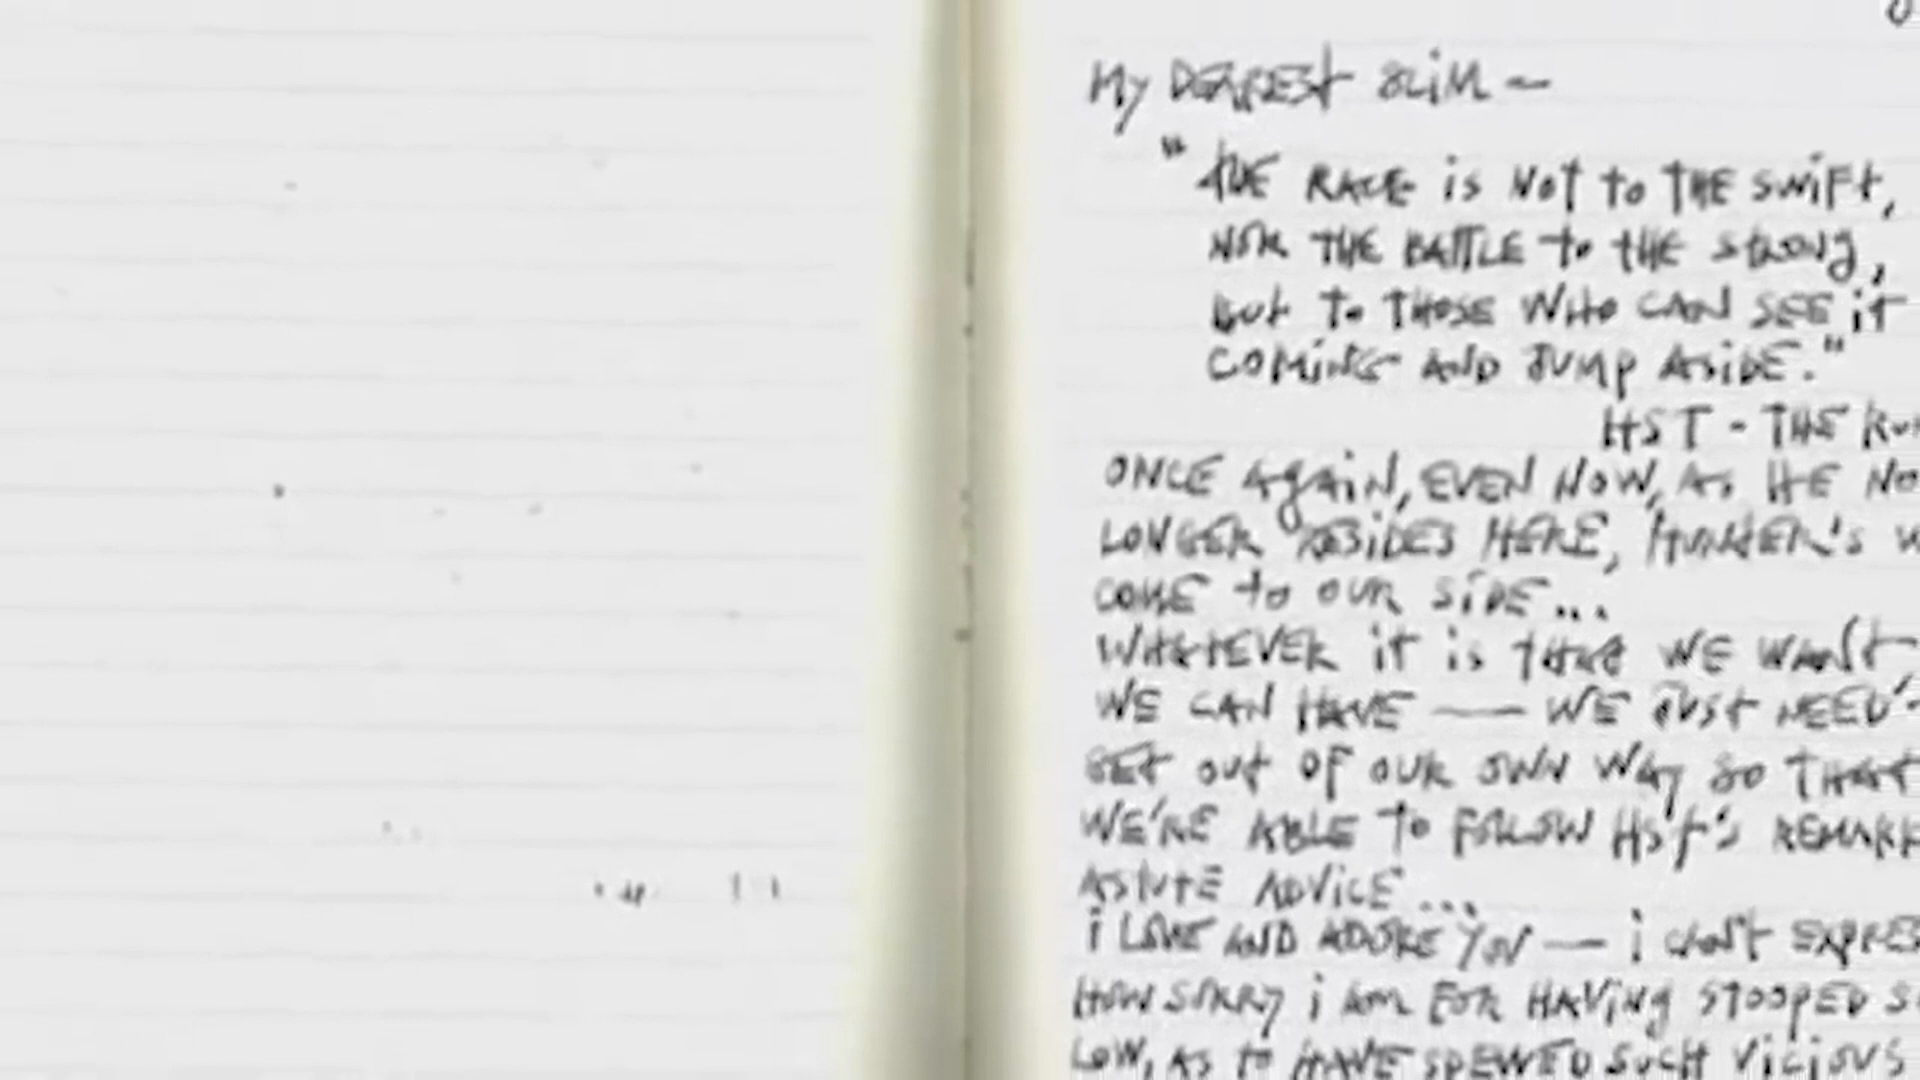 My DEAREST SLiM ~
"THE RACE is NOT to THE SWiFt,
NOR THE BATTLE to tHE StRONg,
but to THOSE WHo CAN SEE it
COMiNG AND JUMp ASiDE."
HST - THE RU
ONCE AgAiN, EVEN NOW, AS HE NO
LONGER RESiDES HERE, HUNtER's W
COME to OUR SiDE...
WHAtEVER it is tHAt WE WANt
WE CAN HAVE — WE JUSt NEED
GEt OUt OF OUR OWN WAy SO THAt
WE'RE ABLE To FOLLOW HSt's REMARK
ASTUTE ADViCE...
i LOVE AND ADORE YOU — i CAN't EXPRES
HOW SORRy i Am FOR HAViNg STOOPED S
LOW, AS to HAVE SPEWED SUCH ViCiOUS